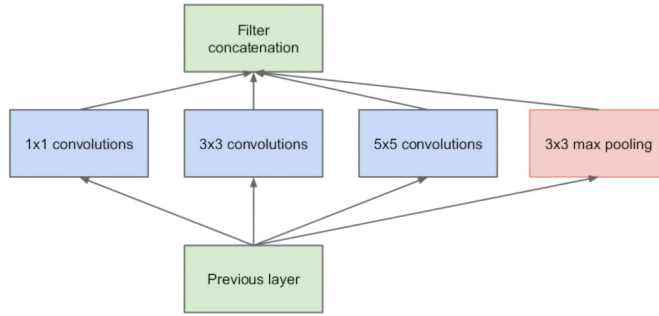 Filter
concatenation
1x1 convolutions
3x3 convolutions
5x5 convolutions
3x3 max pooling
Previous layer